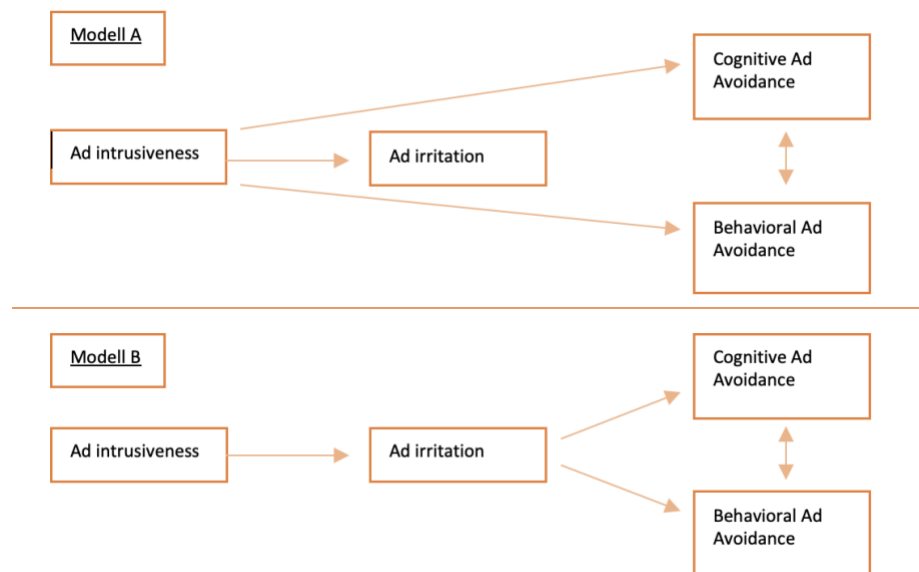 Modell A
Cognitive Ad
Avoidance
Ad intrusiveness
Ad irritation
Behavioral Ad
Avoidance
Modell B
Cognitive Ad
Avoidance
Ad intrusiveness
Ad irritation
Behavioral Ad
Avoidance